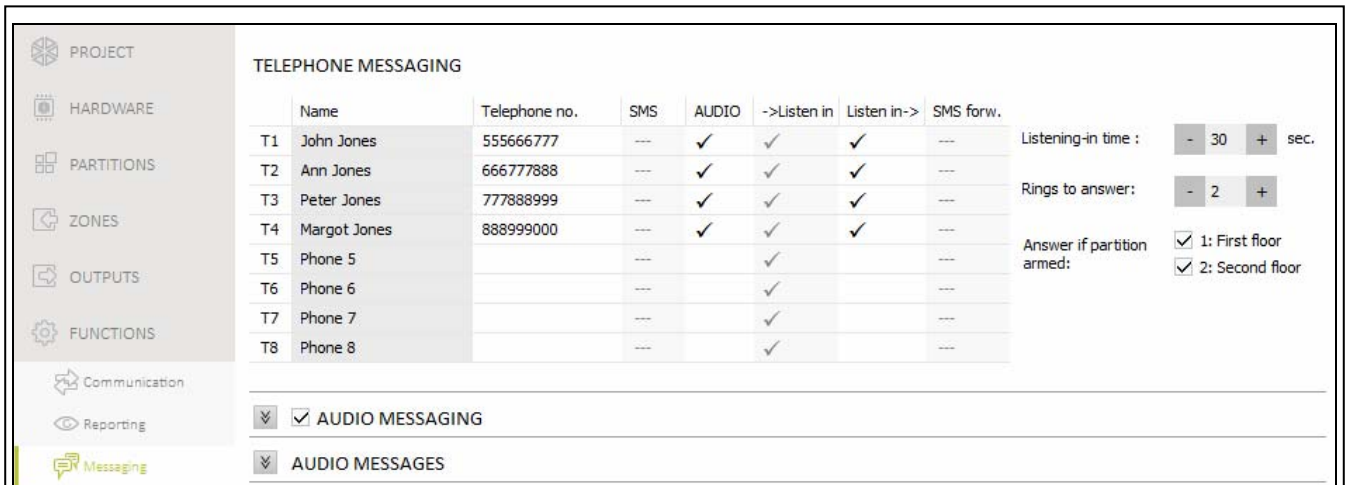 PROJECT
HARDWARE
PARTITIONS
ZONES
OUTPUTS
FUNCTIONS
Communication
Reporting
Messaging
TELEPHONE MESSAGING
Name Telephone no. SMS AUDIO ->Listen in Listen in-> SMS forw.
T1 John Jones 555666777 --- ✓ ✓ ✓ ---
T2 Ann Jones 666777888 --- ✓ ✓ ✓ ---
T3 Peter Jones 777888999 --- ✓ ✓ ✓ ---
T4 Margot Jones 888999000 --- ✓ ✓ ✓ ---
T5 Phone 5 --- ✓ ---
T6 Phone 6 --- ✓ ---
T7 Phone 7 --- ✓ ---
T8 Phone 8 --- ✓ ---
Listening-in time : - 30 + sec.
Rings to answer: - 2 +
Answer if partition
armed:
✓ 1: First floor
✓ 2: Second floor
✓ AUDIO MESSAGING
AUDIO MESSAGES